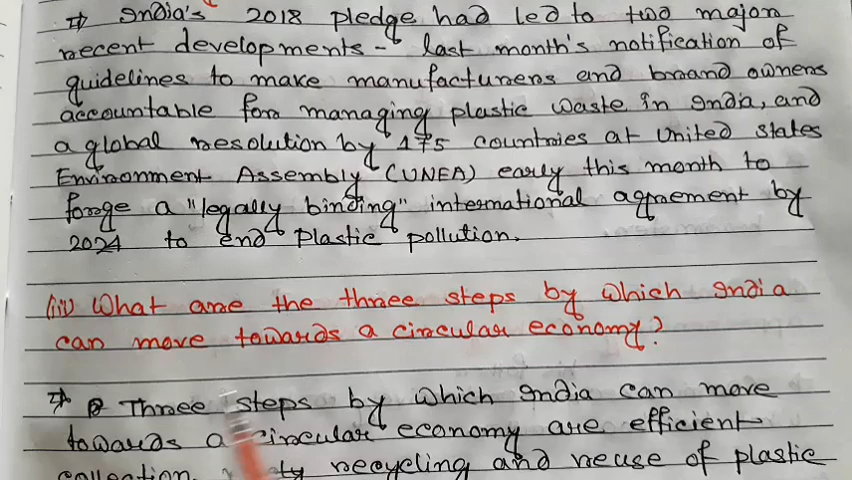 ⇒ India's 2018 pledge had led to two major
recent developments - last month's notification of
guidelines to make manufacturers and brand owners
accountable for managing plastic waste in India, and
a global resolution by 175 countries at United States
Environment Assembly (UNEA) early this month to
forge a "legally binding" international agreement by
2024 to end Plastic pollution.
(iii) What are the three steps by which India
can move towards a circular economy?
⇒ Three steps by which India can move
towards a circular economy are efficient
collection, recycling and reuse of plastic